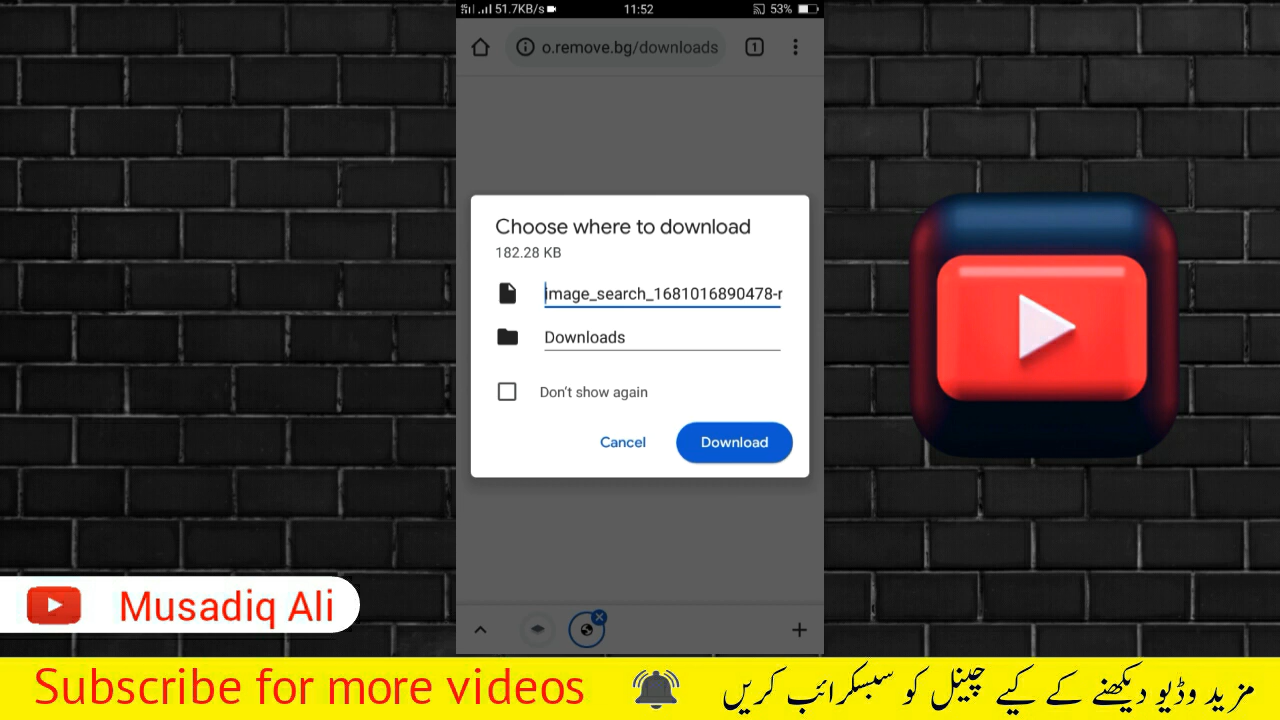 51.7KB/s 11:52 53%
o.remove.bg/downloads 1
Choose where to download
182.28 KB
image_search_1681016890478-r
Downloads
Don't show again
Cancel Download
Musadiq Ali
Subscribe for more videos
مزید وڈیو دیکھنے کے لیے چینل کو سبسکرائب کریں